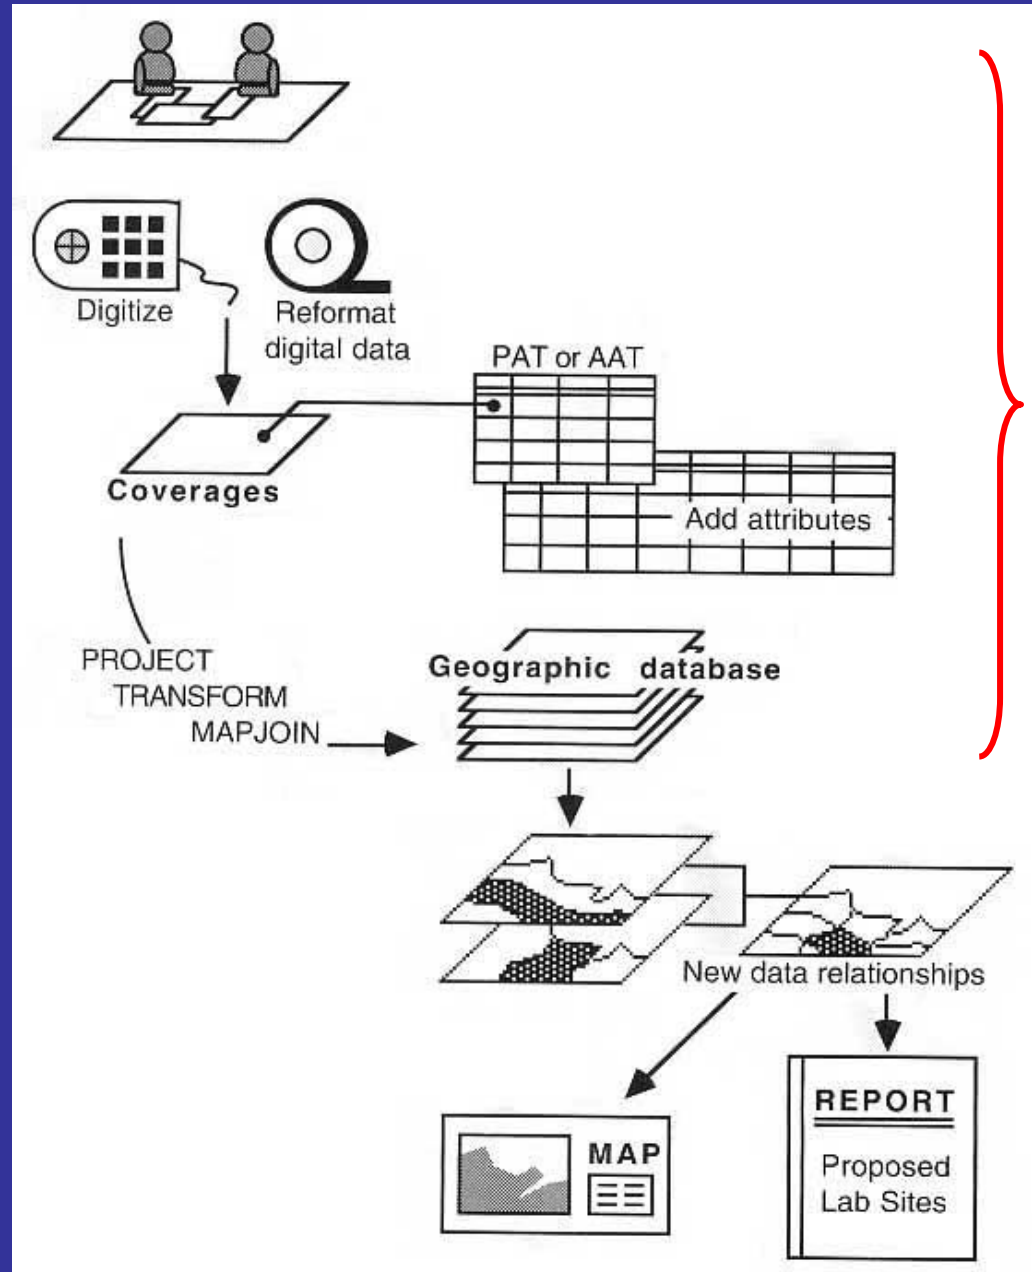 Digitize
Reformat
digital data
PAT or AAT
Add attributes
Coverages
PROJECT
TRANSFORM
MAPJOIN
Geographic database
New data relationships
MAP
REPORT
Proposed
Lab Sites